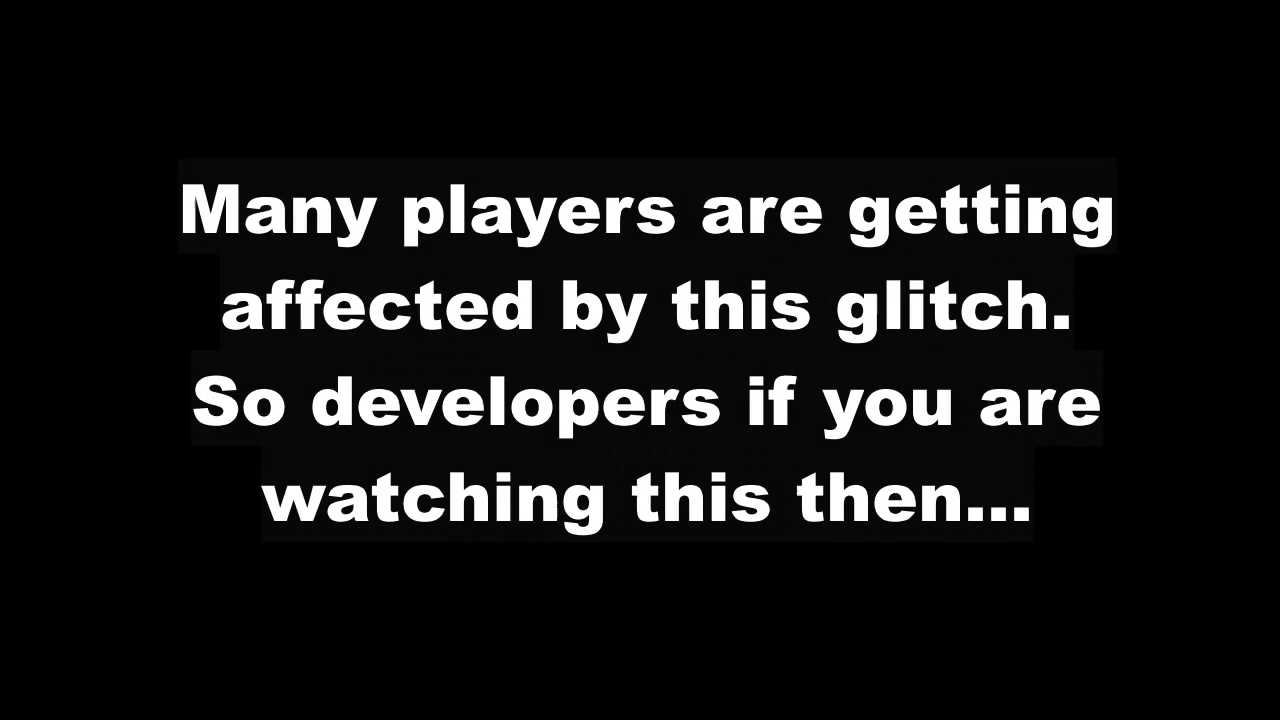 Many players are getting
affected by this glitch.
So developers if you are
watching this then...